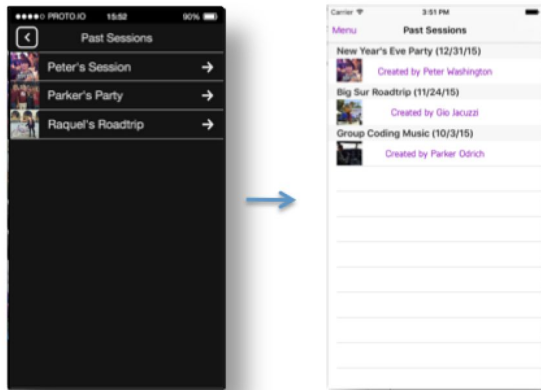 PROTO.IO 15:52 90%
Past Sessions
Peter's Session
Parker's Party
Raquel's Roadtrip
Carrier 3:51 PM
Menu Past Sessions
New Year's Eve Party (12/31/15)
Created by Peter Washington
Big Sur Roadtrip (11/24/15)
Created by Gio Jacuzzi
Group Coding Music (10/3/15)
Created by Parker Odrich